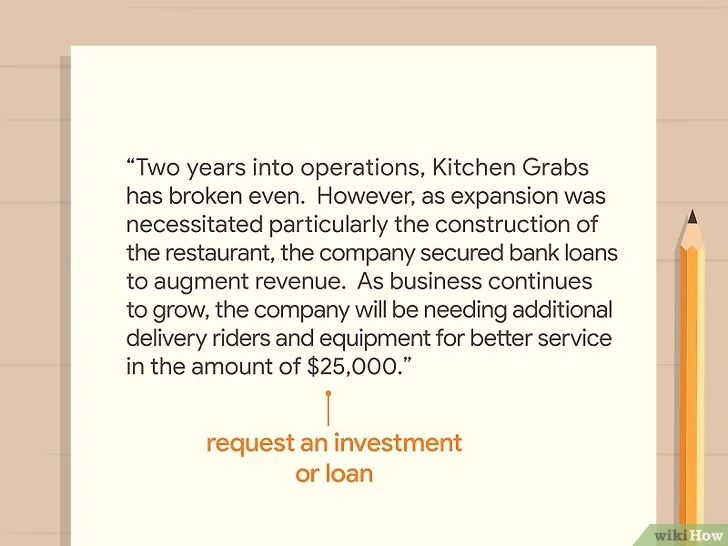 “Two years into operations, Kitchen Grabs
has broken even.  However, as expansion was
necessitated particularly the construction of
the restaurant, the company secured bank loans
to augment revenue.  As business continues
to grow, the company will be needing additional
delivery riders and equipment for better service
in the amount of $25,000.”
request an investment
or loan
wikiHow